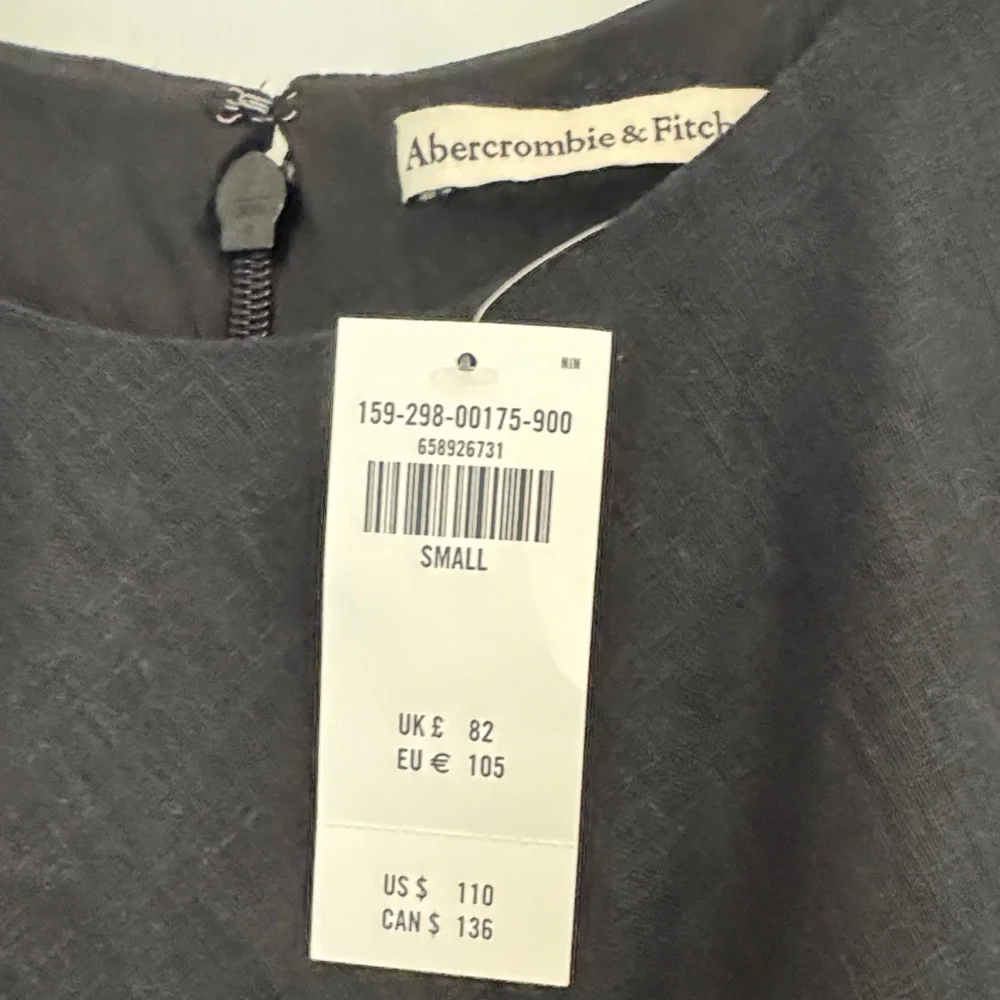 Abercrombie & Fitch
159-298-00175-900
658926731
SMALL
UK £ 82
EU € 105
US $ 110
CAN $ 136